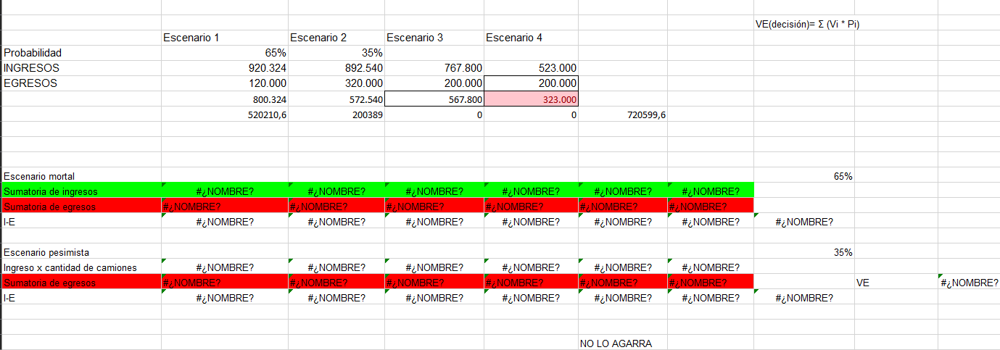 VE(decisión)= Σ (Vi * Pi)
Escenario 1 Escenario 2 Escenario 3 Escenario 4
Probabilidad 65% 35%
INGRESOS 920.324 892.540 767.800 523.000
EGRESOS 120.000 320.000 200.000 200.000
800.324 572.540 567.800 323.000
520210,6 200389 0 0 720599,6
Escenario mortal 65%
Sumatoria de ingresos #¿NOMBRE? #¿NOMBRE? #¿NOMBRE? #¿NOMBRE? #¿NOMBRE? #¿NOMBRE?
Sumatoria de egresos #¿NOMBRE? #¿NOMBRE? #¿NOMBRE? #¿NOMBRE? #¿NOMBRE? #¿NOMBRE?
I-E #¿NOMBRE? #¿NOMBRE? #¿NOMBRE? #¿NOMBRE? #¿NOMBRE? #¿NOMBRE? #¿NOMBRE?
Escenario pesimista 35%
Ingreso x cantidad de camiones #¿NOMBRE? #¿NOMBRE? #¿NOMBRE? #¿NOMBRE? #¿NOMBRE? #¿NOMBRE?
Sumatoria de egresos #¿NOMBRE? #¿NOMBRE? #¿NOMBRE? #¿NOMBRE? #¿NOMBRE? #¿NOMBRE? VE #¿NOMBRE?
I-E #¿NOMBRE? #¿NOMBRE? #¿NOMBRE? #¿NOMBRE? #¿NOMBRE? #¿NOMBRE? #¿NOMBRE?
NO LO AGARRA